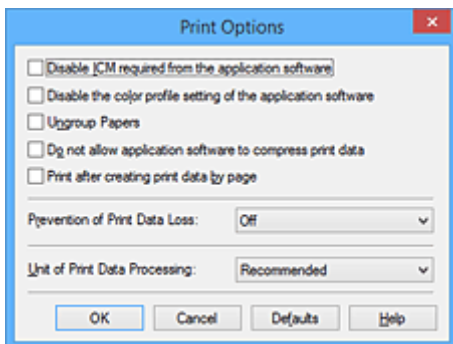 Print Options
Disable ICM required from the application software
Disable the color profile setting of the application software
Ungroup Papers
Do not allow application software to compress print data
Print after creating print data by page
Prevention of Print Data Loss: Off
Unit of Print Data Processing: Recommended
OK Cancel Defaults Help